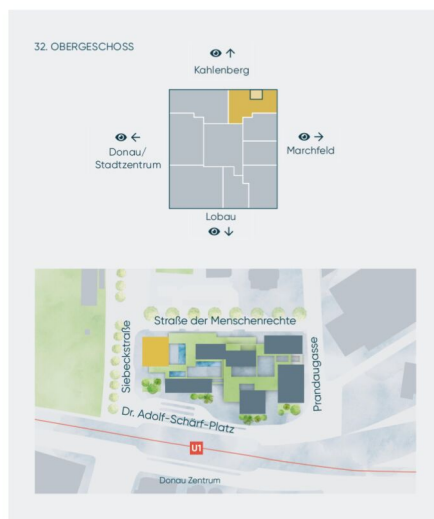 32. OBERGESCHOSS
Kahlenberg
Donau/
Stadtzentrum
Marchfeld
Lobau
Straße der Menschenrechte
Siebeckstraße
Prandaugasse
Dr. Adolf-Schärf-Platz
U1
Donau Zentrum